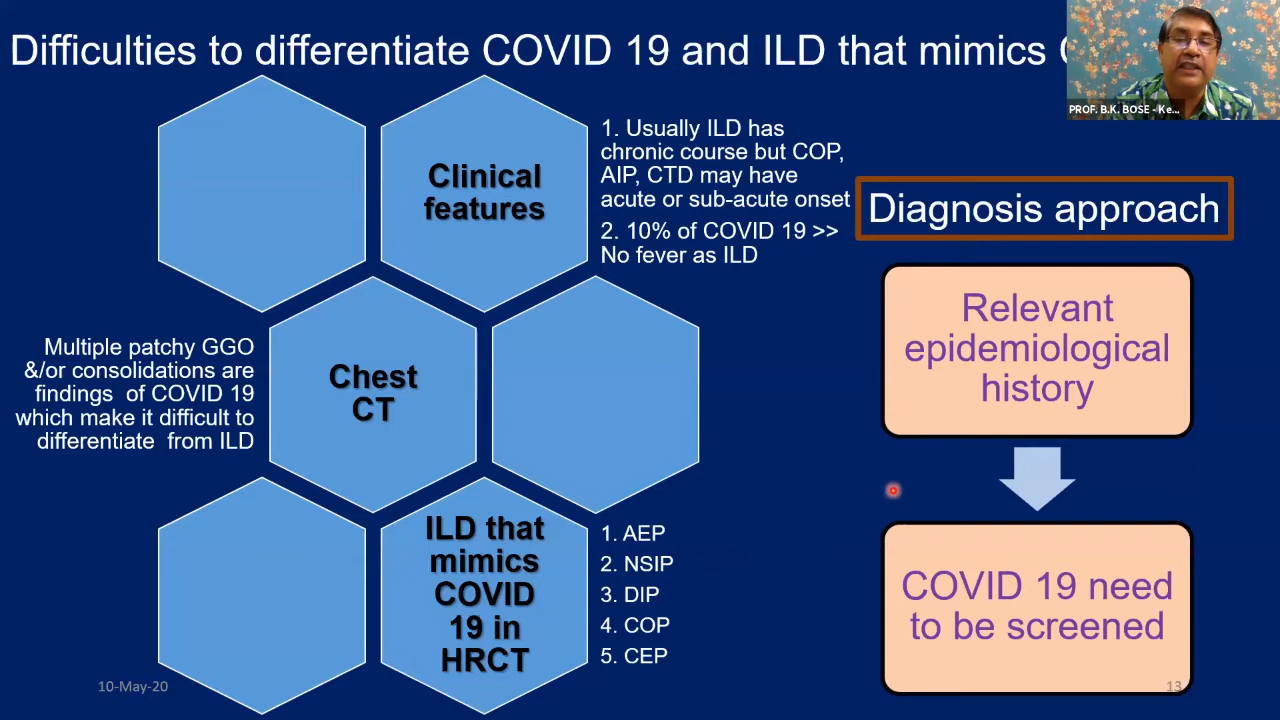 Difficulties to differentiate COVID 19 and ILD that mimics
PROF. B.K. BOSE - Ke...
Clinical
features
1. Usually ILD has
chronic course but COP,
AIP, CTD may have
acute or sub-acute onset
2. 10% of COVID 19 >>
No fever as ILD
Multiple patchy GGO
&/or consolidations are
findings of COVID 19
which make it difficult to
differentiate from ILD
Chest
CT
ILD that
mimics
COVID
19 in
HRCT
1. AEP
2. NSIP
3. DIP
4. COP
5. CEP
Diagnosis approach
Relevant
epidemiological
history
COVID 19 need
to be screened
10-May-20
13